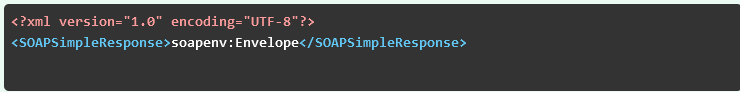 <?xml version="1.0" encoding="UTF-8"?>
<SOAPSimpleResponse>soapenv:Envelope</SOAPSimpleResponse>